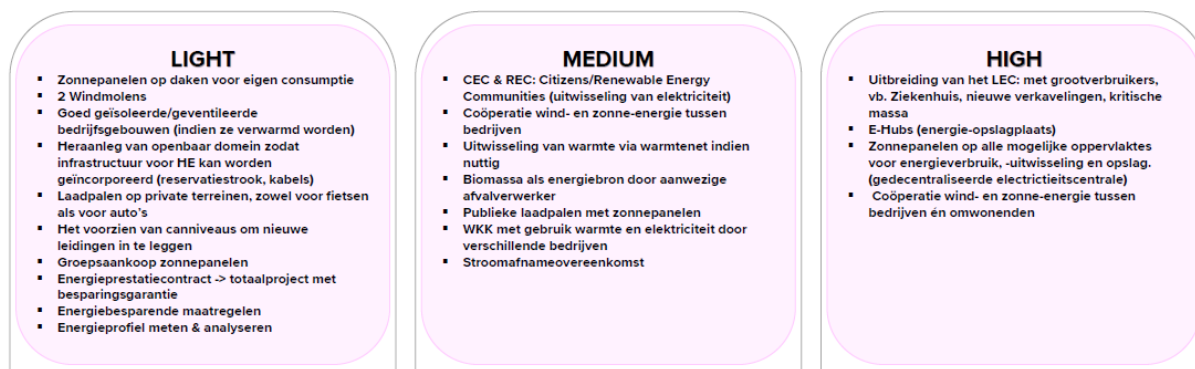 LIGHT
▪ Zonnepanelen op daken voor eigen consumptie
▪ 2 Windmolens
▪ Goed geïsoleerde/geventileerde
bedrijfsgebouwen (indien ze verwarmd worden)
▪ Heraanleg van openbaar domein zodat
infrastructuur voor HE kan worden
geïncorporeerd (reservatiestrook, kabels)
▪ Laadpalen op private terreinen, zowel voor fietsen
als voor auto's
▪ Het voorzien van canniveaus om nieuwe
leidingen in te leggen
▪ Groepsaankoop zonnepanelen
▪ Energieprestatiecontract -> totaalproject met
besparingsgarantie
▪ Energiebesparende maatregelen
▪ Energieprofiel meten & analyseren
MEDIUM
▪ CEC & REC: Citizens/Renewable Energy
Communities (uitwisseling van elektriciteit)
▪ Coöperatie wind- en zonne-energie tussen
bedrijven
▪ Uitwisseling van warmte via warmtenet indien
nuttig
▪ Biomassa als energiebron door aanwezige
afvalverwerker
▪ Publieke laadpalen met zonnepanelen
▪ WKK met gebruik warmte en elektriciteit door
verschillende bedrijven
▪ Stroomafnameovereenkomst
HIGH
▪ Uitbreiding van het LEC: met grootverbruikers,
vb. Ziekenhuis, nieuwe verkavelingen, kritische
massa
▪ E-Hubs (energie-opslagplaats)
▪ Zonnepanelen op alle mogelijke oppervlaktes
voor energieverbruik, -uitwisseling en opslag.
(gedecentraliseerde electrictieitscentrale)
▪ Coöperatie wind- en zonne-energie tussen
bedrijven én omwonenden